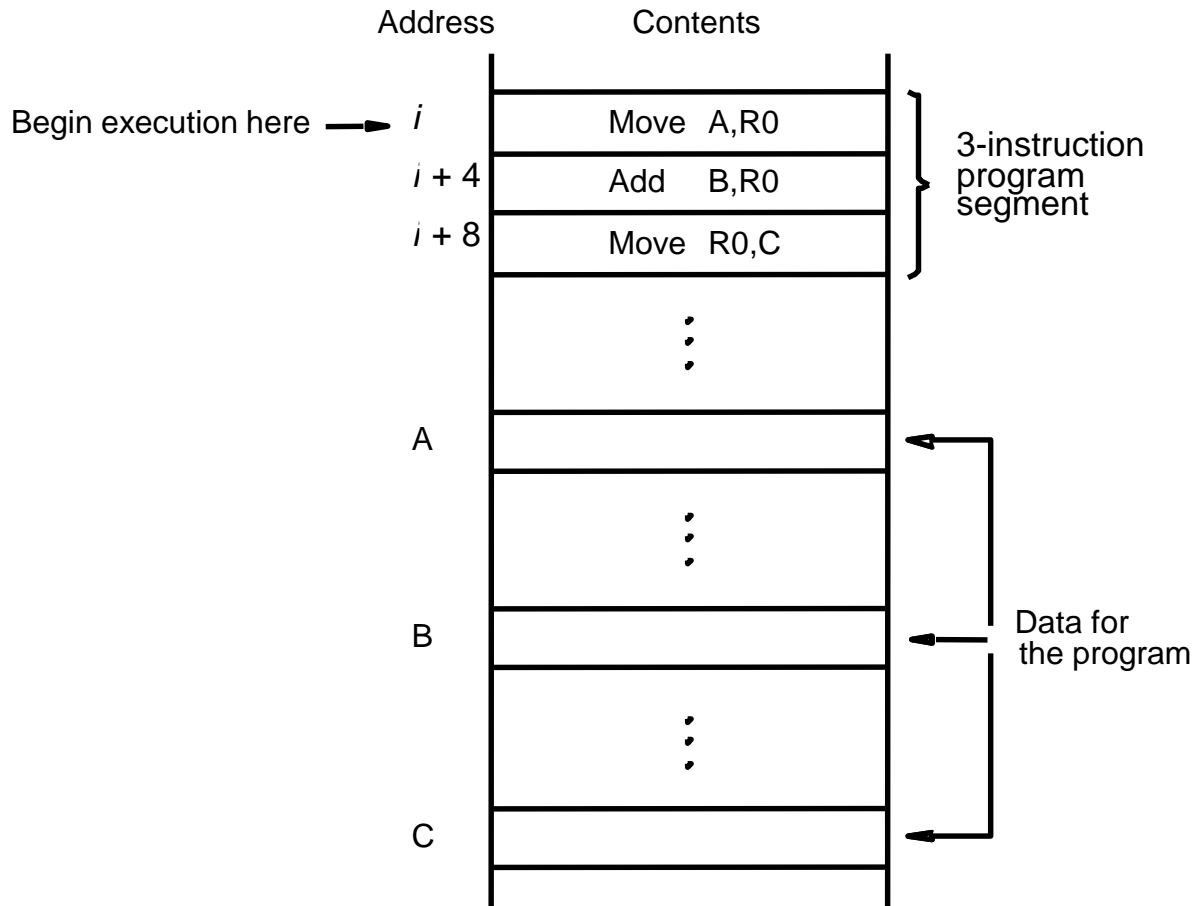 Address Contents
Begin execution here i Move A,R0
i + 4 Add B,R0
i + 8 Move R0,C
3-instruction
program
segment
A
B
Data for
the program
C